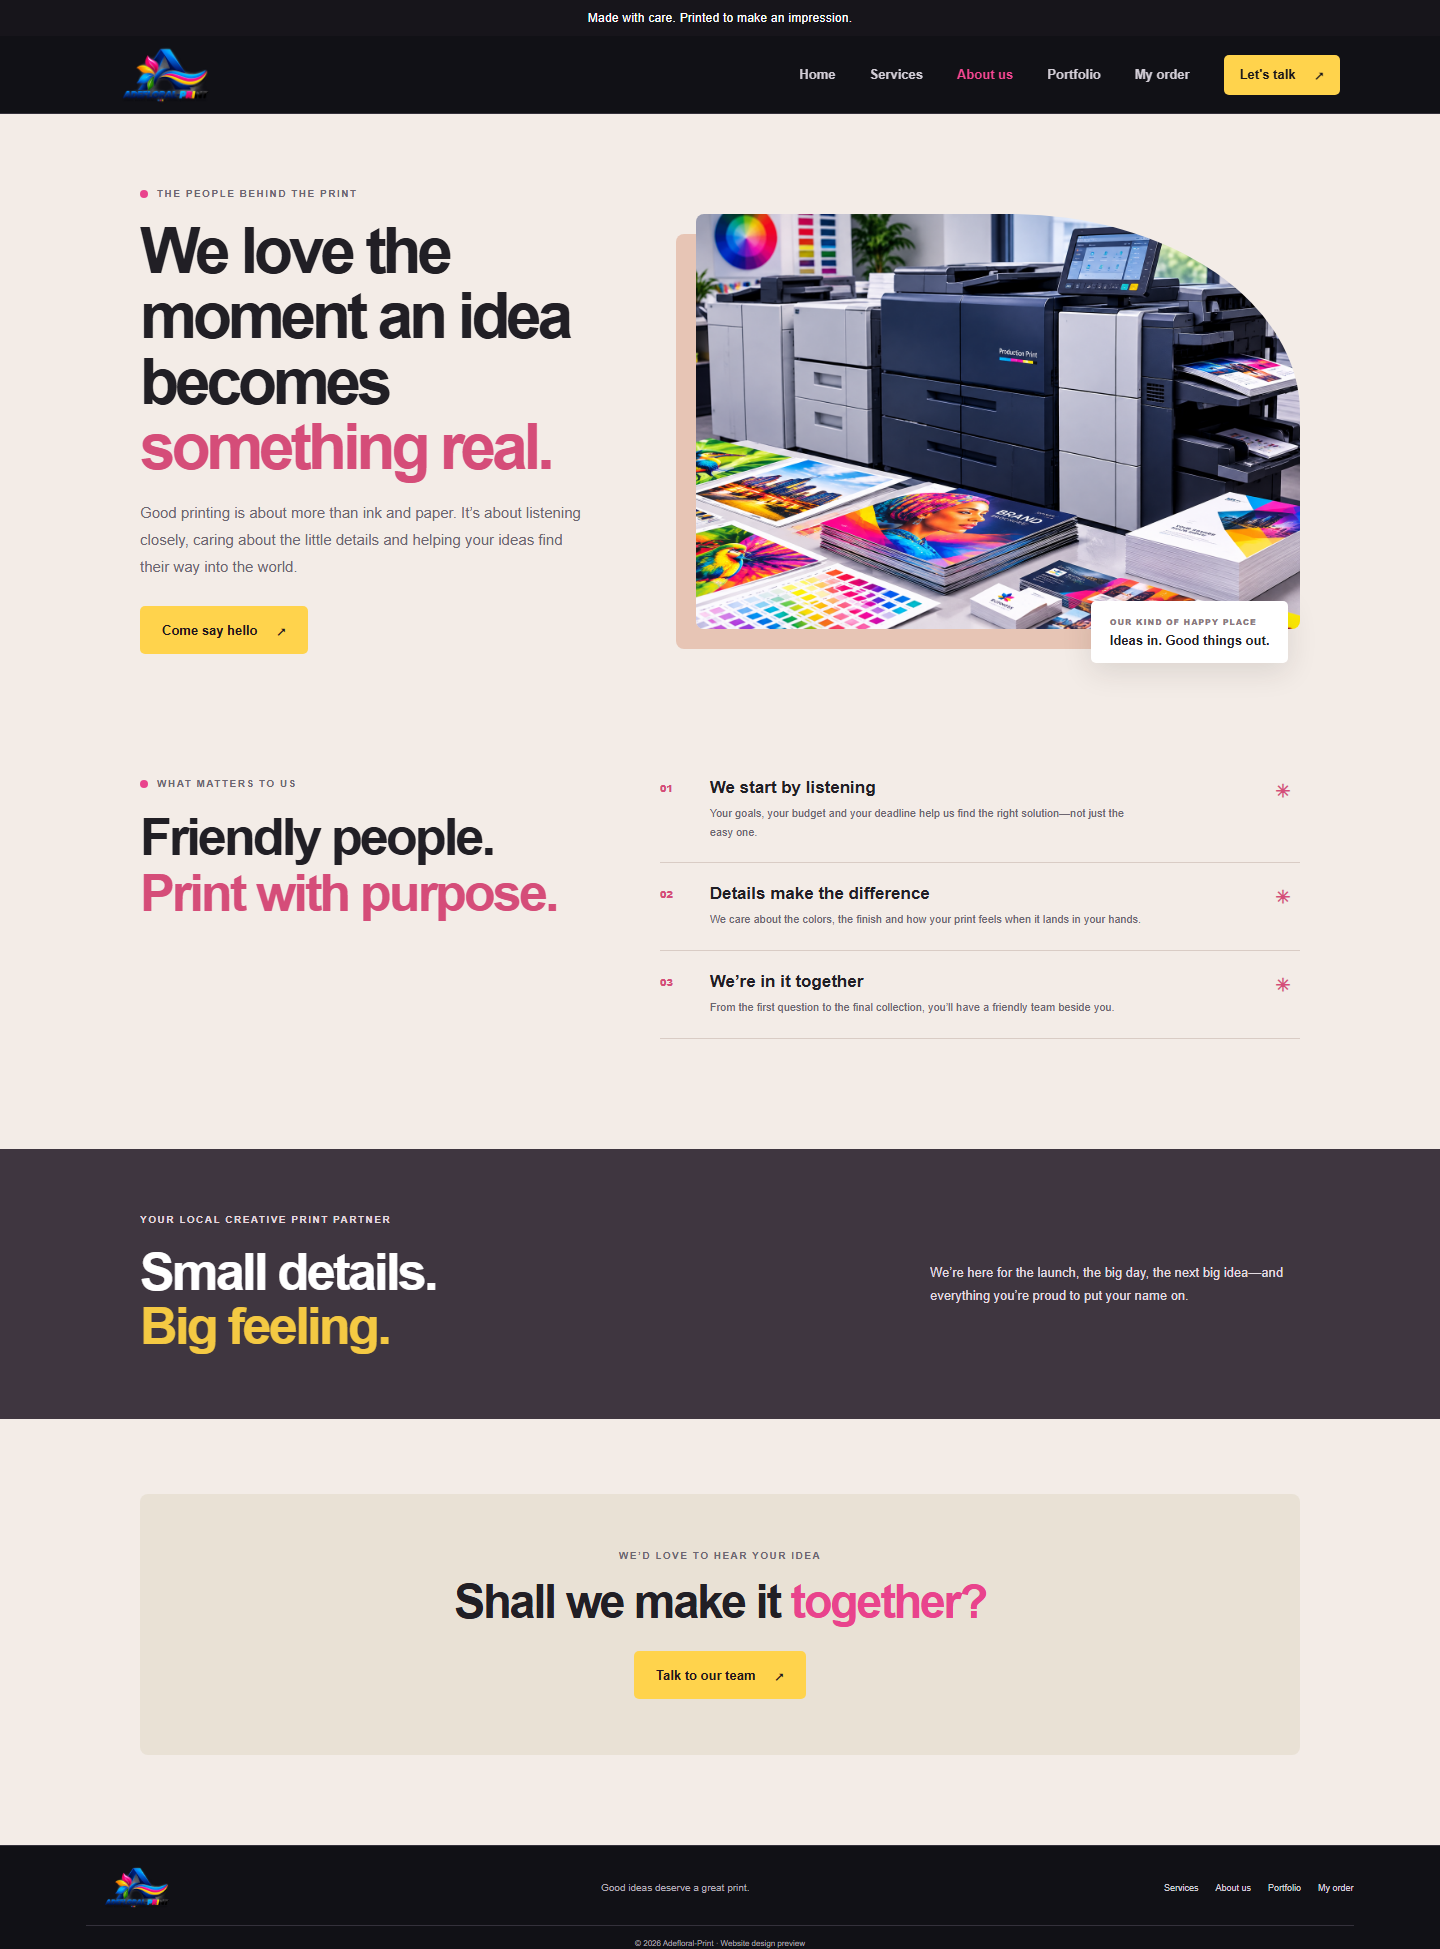 Made with care. Printed to make an impression.
Home
Services
About us
Portfolio
My order
Let's talk ↗
THE PEOPLE BEHIND THE PRINT
We love the
moment an idea
becomes
something real.
Good printing is about more than ink and paper. It’s about listening
closely, caring about the little details and helping your ideas find
their way into the world.
Come say hello ↗
Production Print
BRAND
OUR KIND OF HAPPY PLACE
Ideas in. Good things out.
WHAT MATTERS TO US
Friendly people.
Print with purpose.
01
We start by listening
Your goals, your budget and your deadline help us find the right solution—not just the
easy one.
02
Details make the difference
We care about the colors, the finish and how your print feels when it lands in your hands.
03
We’re in it together
From the first question to the final collection, you’ll have a friendly team beside you.
YOUR LOCAL CREATIVE PRINT PARTNER
Small details.
Big feeling.
We’re here for the launch, the big day, the next big idea—and
everything you’re proud to put your name on.
WE’D LOVE TO HEAR YOUR IDEA
Shall we make it together?
Talk to our team ↗
Good ideas deserve a great print.
Services
About us
Portfolio
My order
© 2026 Adefloral-Print · Website design preview